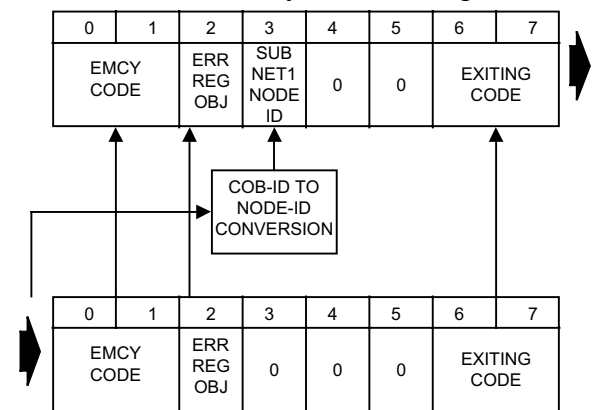 0 1 2 3 4 5 6 7
EMCY
CODE
ERR
REG
OBJ
SUB
NET1
NODE
ID
0
0
EXITING
CODE
COB-ID TO
NODE-ID
CONVERSION
0 1 2 3 4 5 6 7
EMCY
CODE
ERR
REG
OBJ
0
0
0
EXITING
CODE